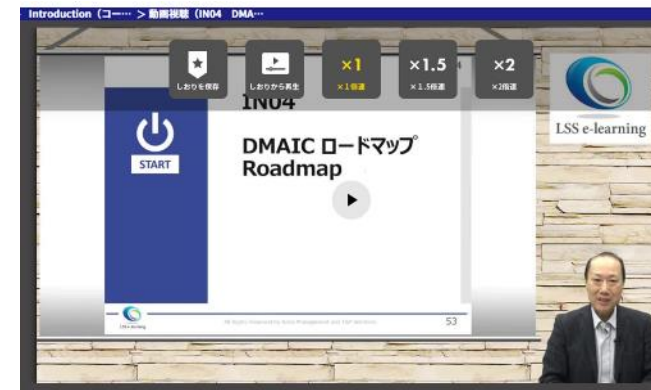 Introduction (コー… > 動画視聴（IN04　DMA…
×1
×1.5
×2
しおりを保存
しおりから再生
×1倍速
×1.5倍速
×2倍速
IN04
DMAIC ロードマップ
Roadmap
START
LSS e-learning
LSS e-learning
53